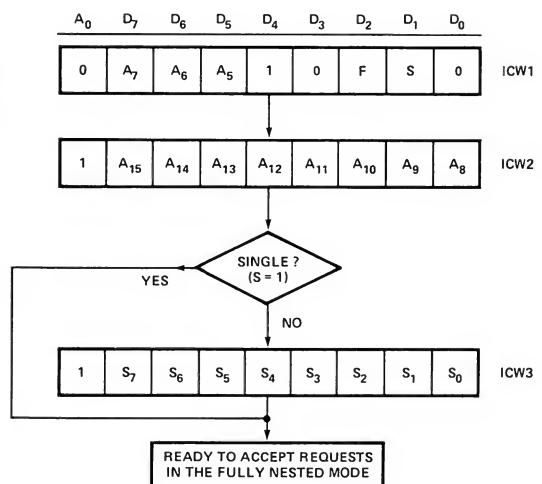 A0 D7 D6 D5 D4 D3 D2 D1 D0
0 A7 A6 A5 1 0 F S 0 ICW1
1 A15 A14 A13 A12 A11 A10 A9 A8 ICW2
SINGLE ?
(S = 1)
YES
NO
1 S7 S6 S5 S4 S3 S2 S1 S0 ICW3
READY TO ACCEPT REQUESTS
IN THE FULLY NESTED MODE